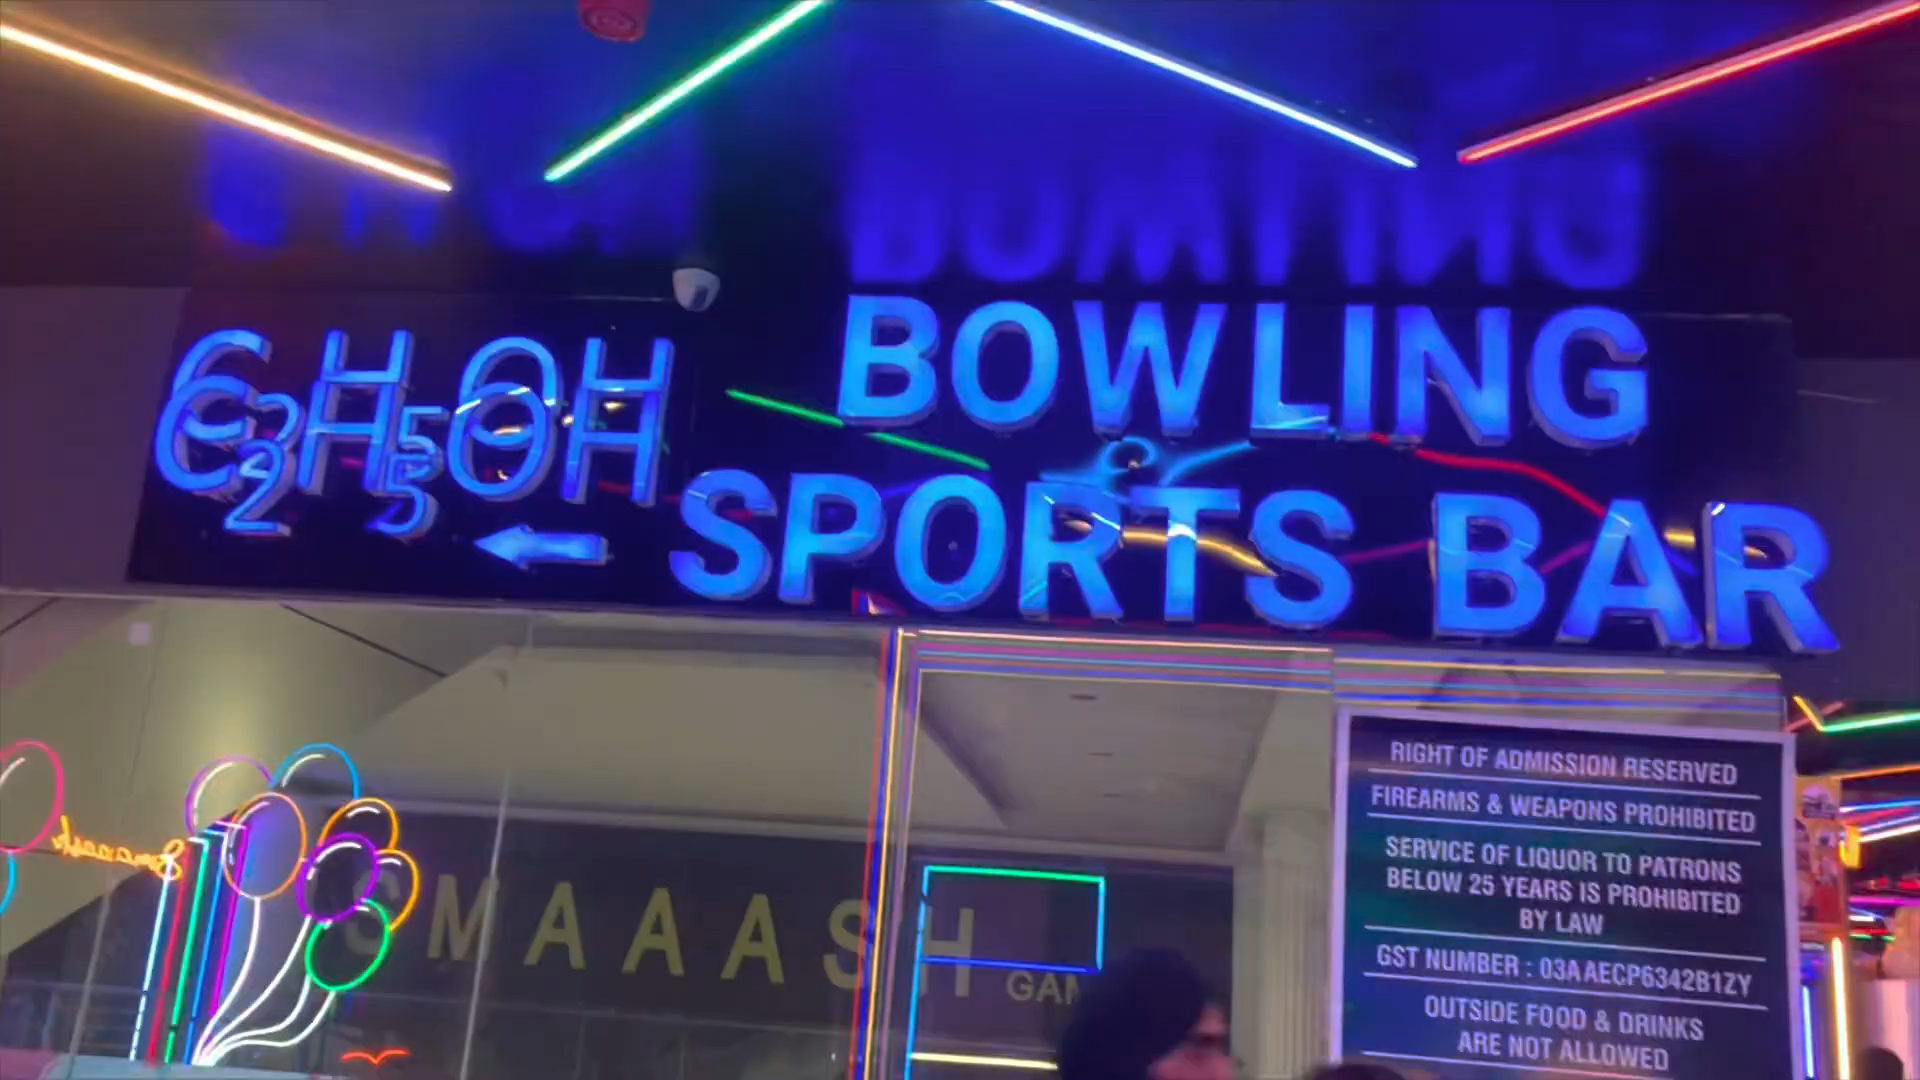 C2H5OH
BOWLING
&
SPORTS BAR
Smaaash
SMAAASH
RIGHT OF ADMISSION RESERVED
FIREARMS & WEAPONS PROHIBITED
SERVICE OF LIQUOR TO PATRONS
BELOW 25 YEARS IS PROHIBITED
BY LAW
GST NUMBER : 03AAECP6342B1ZY
OUTSIDE FOOD & DRINKS
ARE NOT ALLOWED